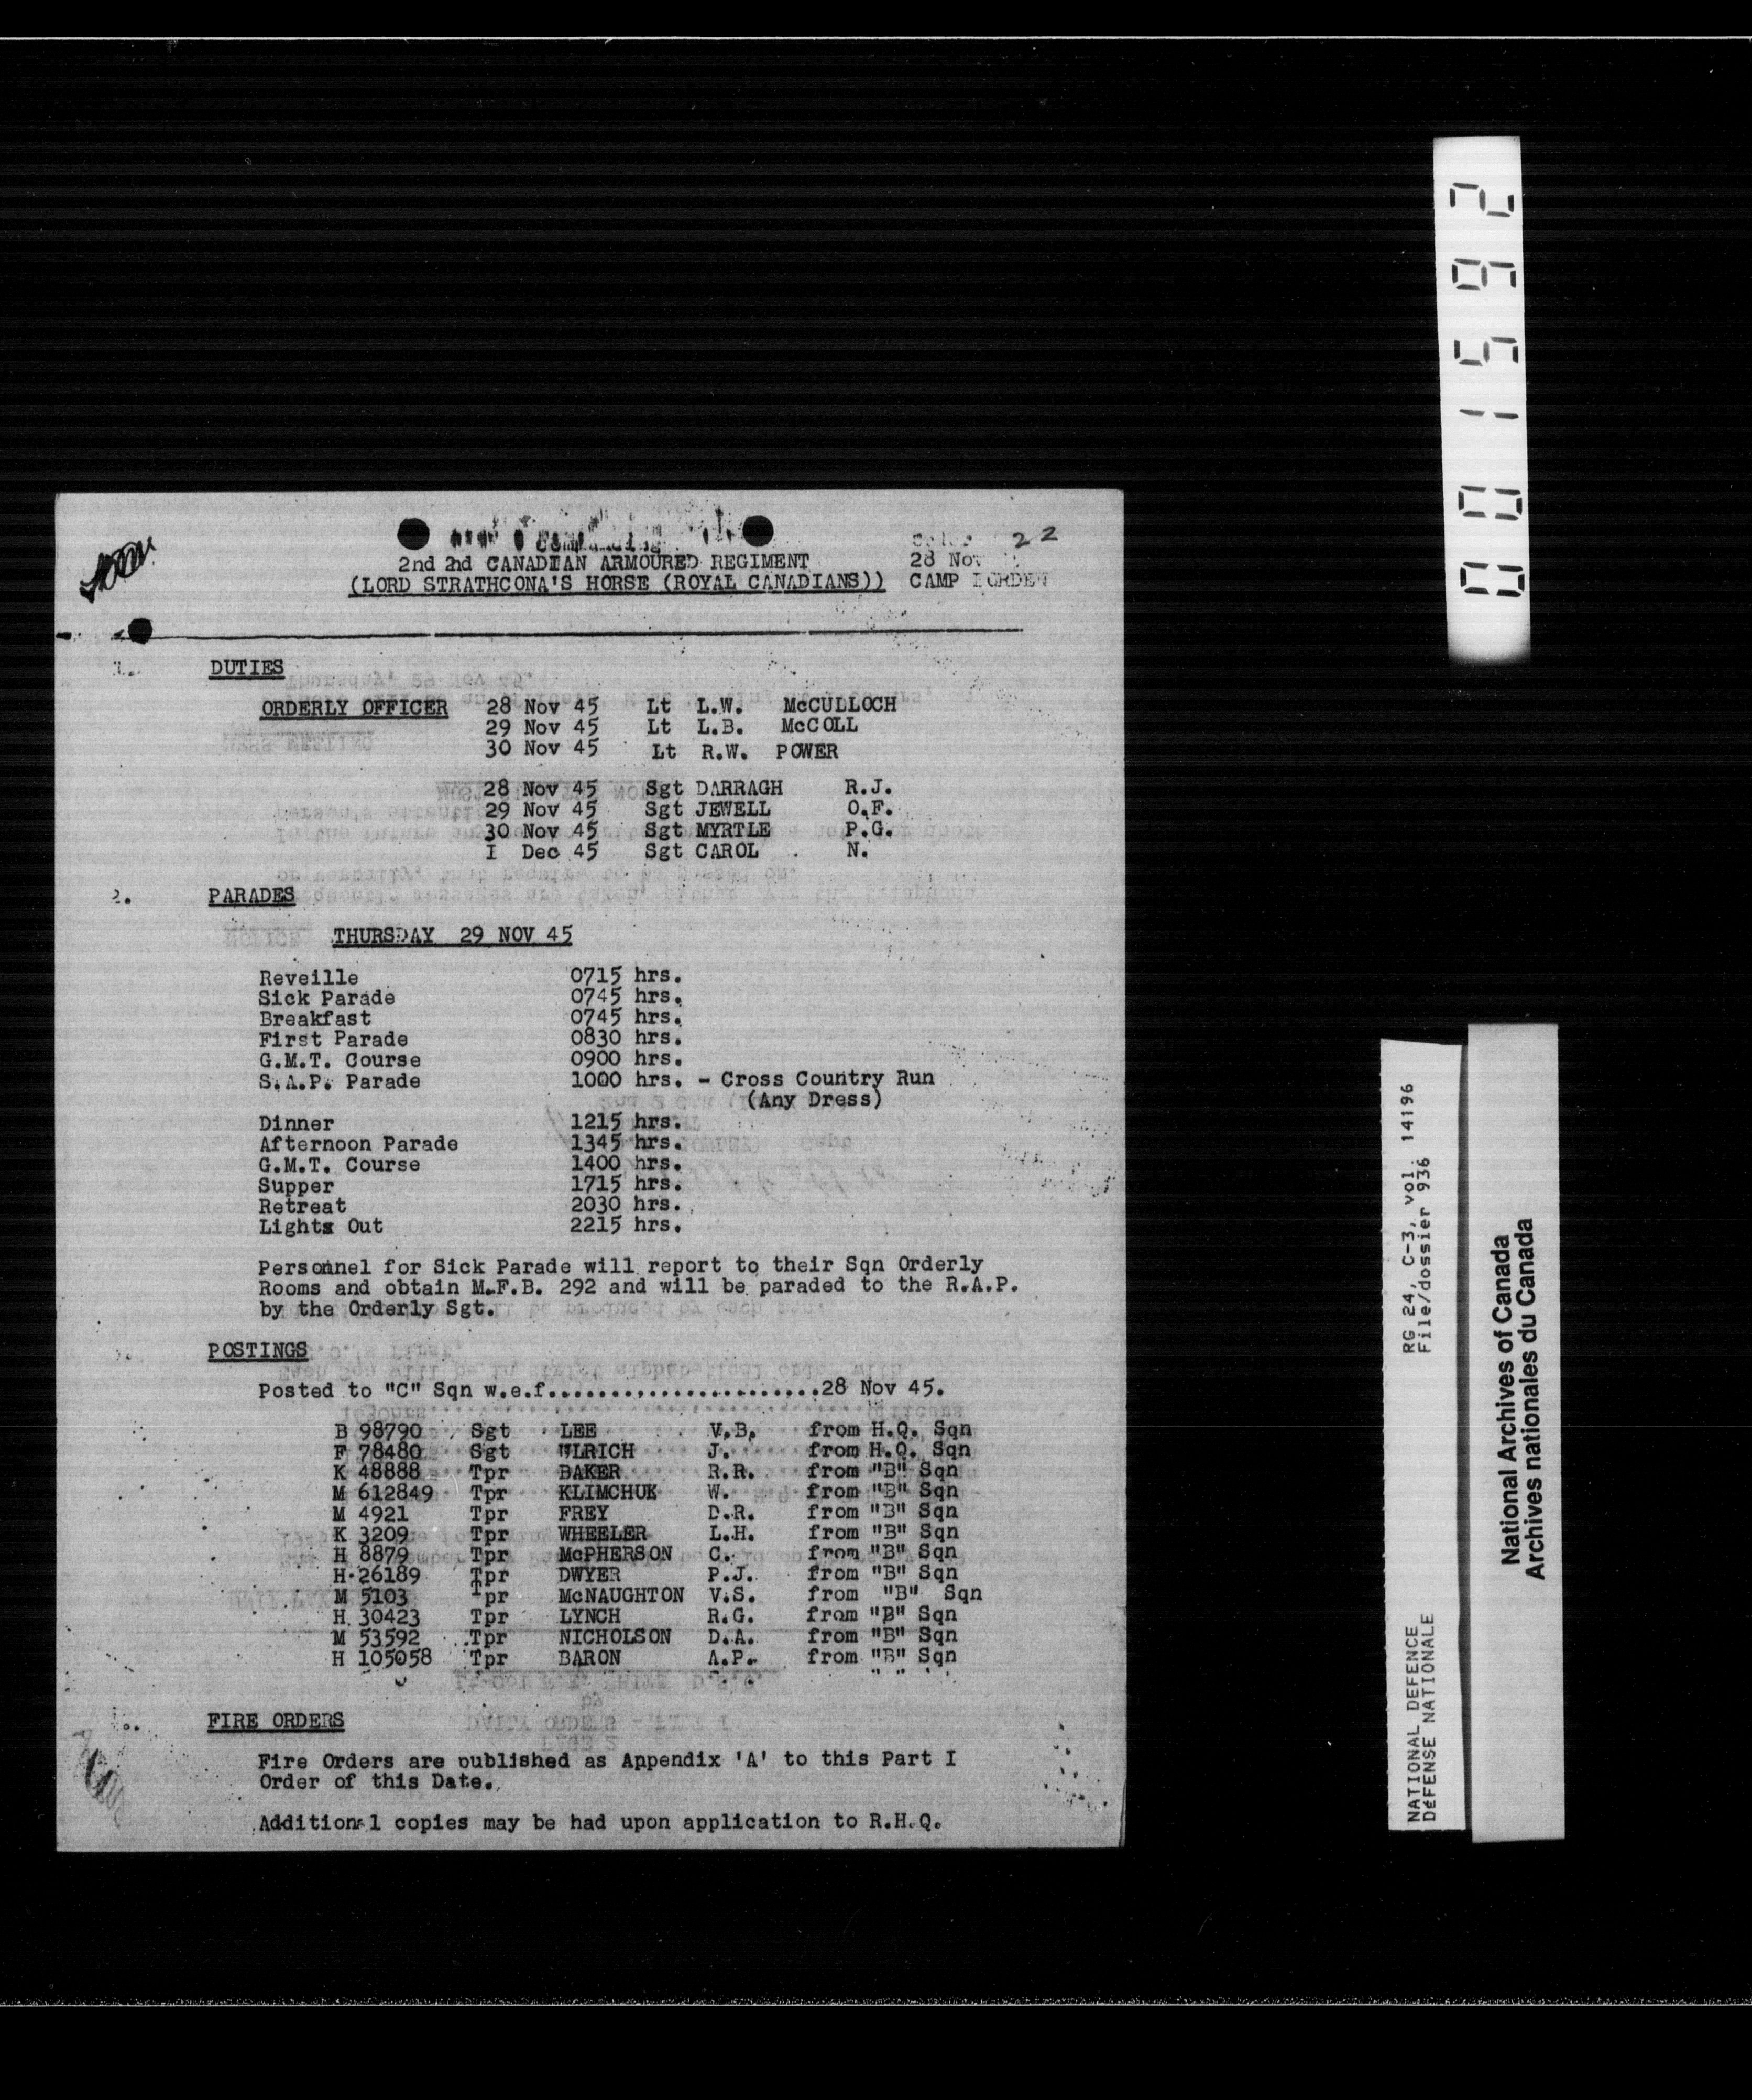 22
2nd 2nd CANADIAN ARMOURED REGIMENT
28 Nov
(LORD STRATHCONA'S HORSE (ROYAL CANADIANS))
CAMP
DUTIES
ORDERLY OFFICER 28 Nov 45 Lt L.W. McCULLOCH
29 Nov 45 Lt L.B. McCOLL
30 Nov 45 Lt R.W. POWER
28 Nov 45 Sgt DARRAGH R.J.
29 Nov 45 Sgt JEWELL O.F.
30 Nov 45 Sgt MYRTLE P.G.
I Dec 45 Sgt CAROL N.
2. PARADES
THURSDAY 29 NOV 45
Reveille 0715 hrs.
Sick Parade 0745 hrs.
Breakfast 0745 hrs.
First Parade 0830 hrs.
G.M.T. Course 0900 hrs.
S.A.P. Parade 1000 hrs. - Cross Country Run
(Any Dress)
Dinner 1215 hrs.
Afternoon Parade 1345 hrs.
G.M.T. Course 1400 hrs.
Supper 1715 hrs.
Retreat 2030 hrs.
Lights Out 2215 hrs.
Personnel for Sick Parade will report to their Sqn Orderly
Rooms and obtain M.F.B. 292 and will be paraded to the R.A.P.
by the Orderly Sgt.
POSTINGS
Posted to "C" Sqn w.e.f.........................28 Nov 45.
B 98790 Sgt LEE V.B. from H.Q. Sqn
F 78480 Sgt ULRICH J. from H.Q. Sqn
K 48888 Tpr BAKER R.R. from "B" Sqn
M 612849 Tpr KLIMCHUK W. from "B" Sqn
M 4921 Tpr FREY D.R. from "B" Sqn
K 3209 Tpr WHEELER L.H. from "B" Sqn
H 8879 Tpr McPHERSON C. from "B" Sqn
H 26189 Tpr DWYER P.J. from "B" Sqn
M 5103 Tpr McNAUGHTON V.S. from "B" Sqn
H 30423 Tpr LYNCH R.G. from "B" Sqn
M 53592 Tpr NICHOLSON D.A. from "B" Sqn
H 105058 Tpr BARON A.P. from "B" Sqn
FIRE ORDERS
Fire Orders are published as Appendix 'A' to this Part I
Order of this Date.
Additional copies may be had upon application to R.H.Q.
001592
NATIONAL DEFENCE RG 24, C-3, vol. 14196
DéFENSE NATIONALE File/dossier 936
National Archives of Canada
Archives nationales du Canada